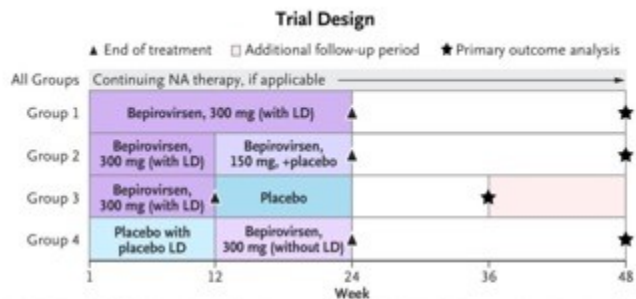 Trial Design
▲ End of treatment □ Additional follow-up period ★ Primary outcome analysis
All Groups Continuing NA therapy, if applicable
Group 1 Bepirovirsen, 300 mg (with LD)
Group 2 Bepirovirsen, Bepirovirsen,
300 mg (with LD) 150 mg, +placebo
Group 3 Bepirovirsen, Placebo
300 mg (with LD)
Group 4 Placebo with Bepirovirsen,
placebo LD 300 mg (without LD)
1 12 24 36 48
Week